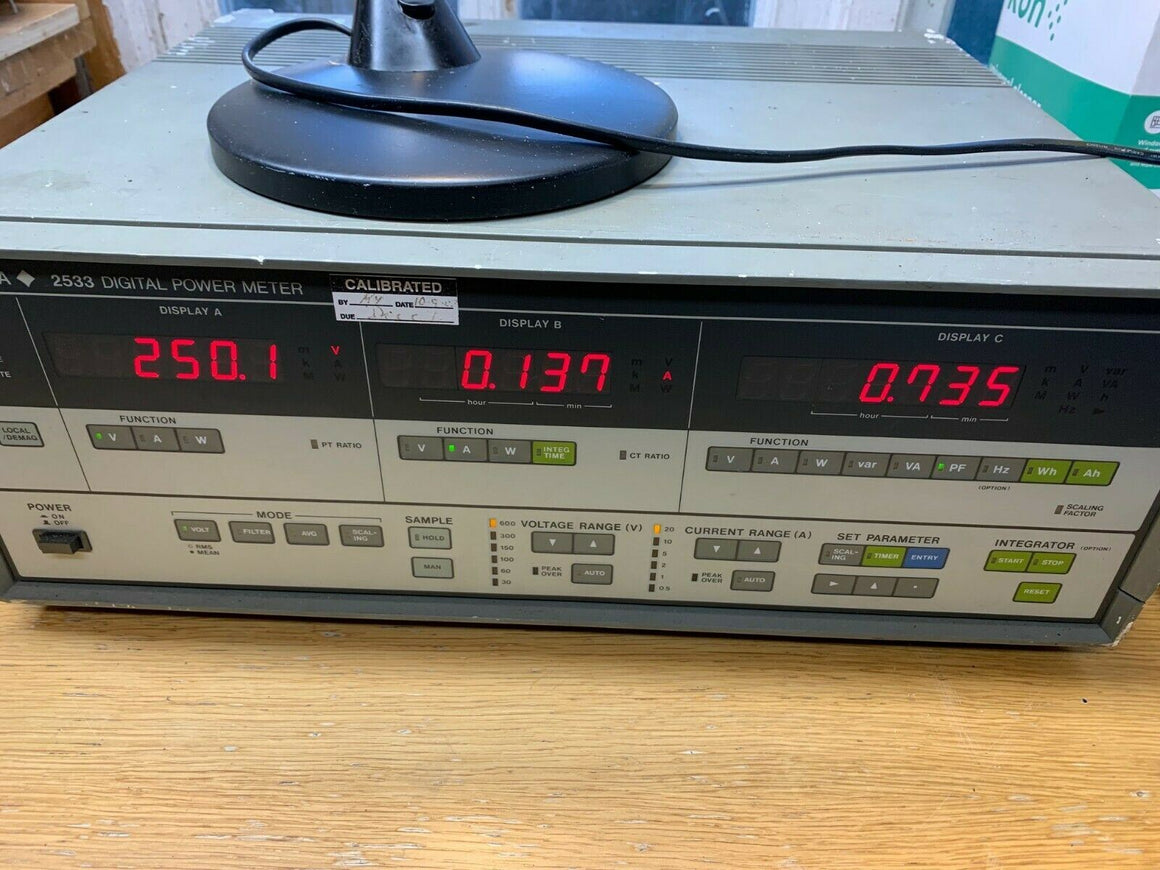 A ◆ 2533 DIGITAL POWER METER
CALIBRATED
BY DATE
DUE
DISPLAY A
250.1
m V
k A
M W
DISPLAY B
0.137
m V
k A
M W
hour min
DISPLAY C
0.735
m V var
k A VA
M W h
Hz
hour min
LOCAL
/DEMAG
FUNCTION
V A W
PT RATIO
FUNCTION
V A W INTEG TIME
CT RATIO
FUNCTION
V A W var VA PF Hz Wh Ah
(OPTION)
SCALING
FACTOR
POWER
ON
OFF
MODE
VOLT FILTER AVG SCALING
RMS
MEAN
SAMPLE
HOLD
MAN
VOLTAGE RANGE (V)
600
300
150
100
60
30
PEAK
OVER
AUTO
CURRENT RANGE (A)
20
10
5
2
1
0.5
PEAK
OVER
AUTO
SET PARAMETER
SCALING TIMER ENTRY
INTEGRATOR (OPTION)
START STOP
RESET